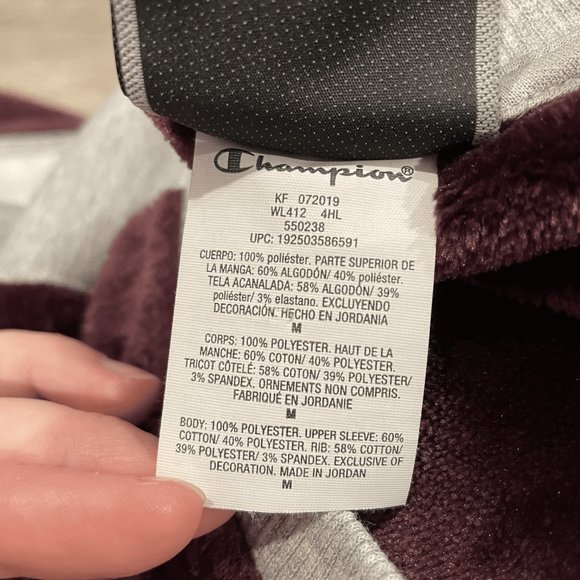 Champion®
KF 072019
WL412 4HL
550238
UPC: 192503586591
CUERPO: 100% poliéster. PARTE SUPERIOR DE
LA MANGA: 60% ALGODÓN/ 40% poliéster.
TELA ACANALADA: 58% ALGODÓN/ 39%
poliéster/ 3% elastano. EXCLUYENDO
DECORACIÓN. HECHO EN JORDANIA
M
CORPS: 100% POLYESTER. HAUT DE LA
MANCHE: 60% COTON/ 40% POLYESTER.
TRICOT CÔTELÉ: 58% COTON/ 39% POLYESTER/
3% SPANDEX. ORNEMENTS NON COMPRIS.
FABRIQUÉ EN JORDANIE
M
BODY: 100% POLYESTER. UPPER SLEEVE: 60%
COTTON/ 40% POLYESTER. RIB: 58% COTTON/
39% POLYESTER/ 3% SPANDEX. EXCLUSIVE OF
DECORATION. MADE IN JORDAN
M